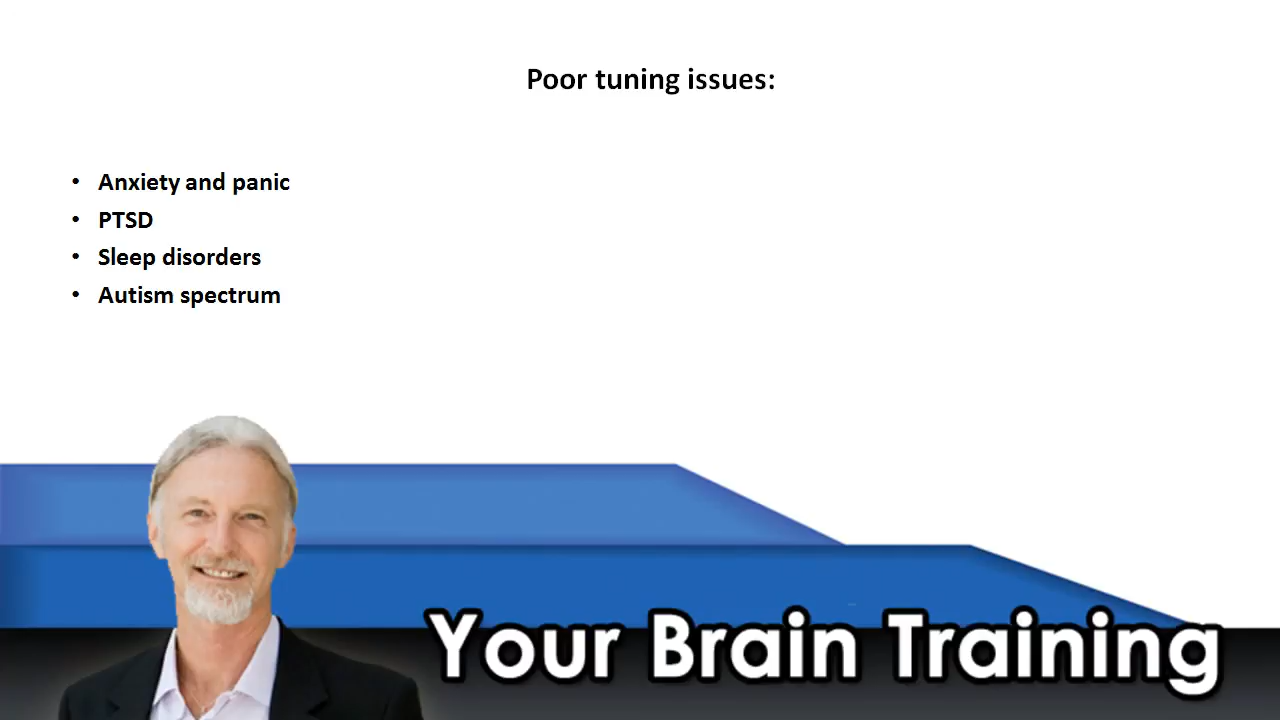 Poor tuning issues:
• Anxiety and panic
• PTSD
• Sleep disorders
• Autism spectrum
Your Brain Training